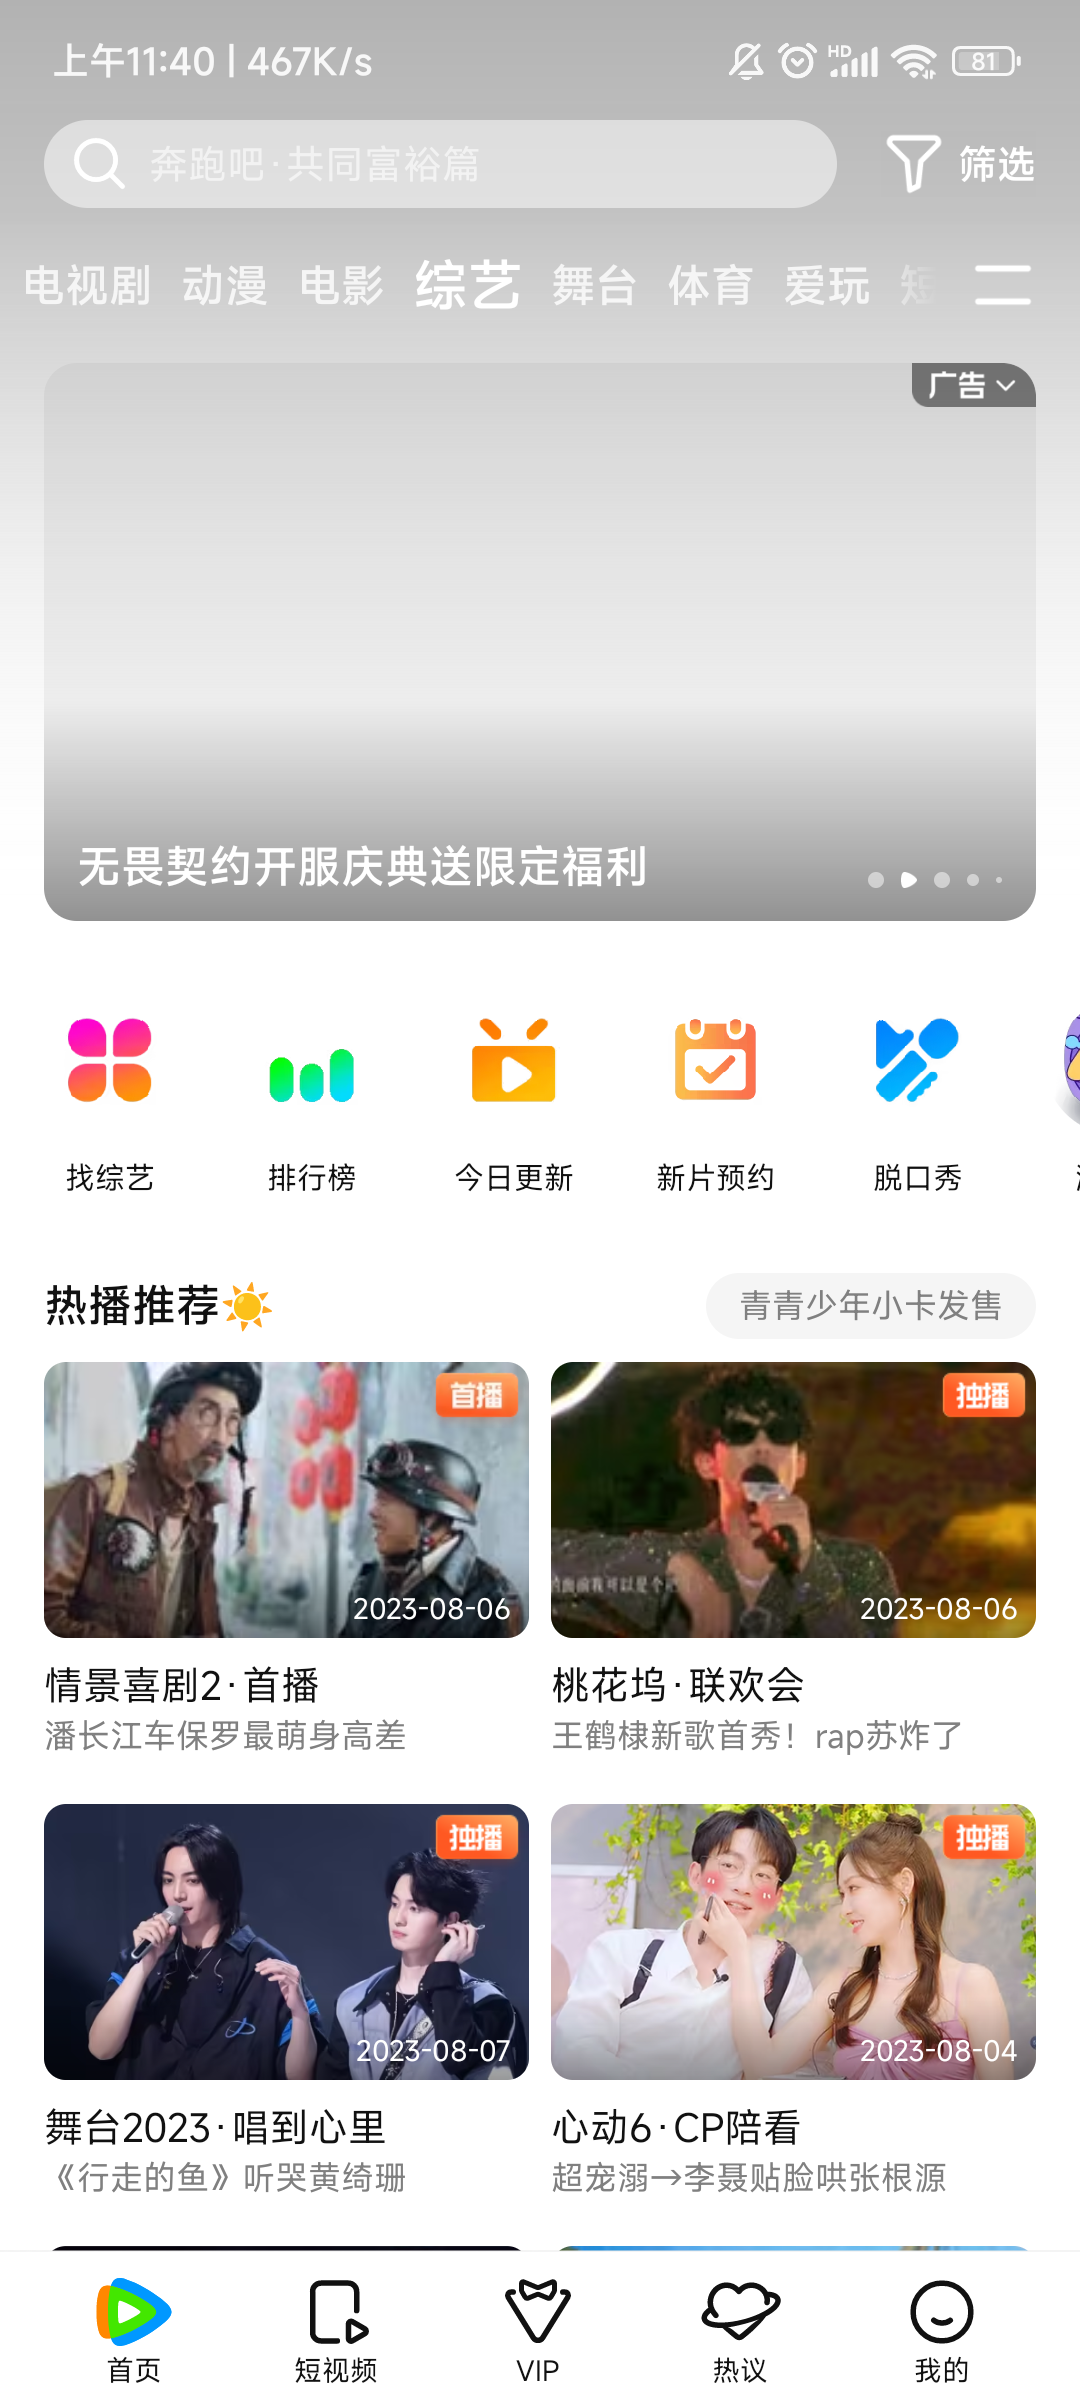 上午11:40 | 467K/s
HD
81
奔跑吧·共同富裕篇
筛选
电视剧 动漫 电影 综艺 舞台 体育 爱玩 短
广告
无畏契约开服庆典送限定福利
找综艺 排行榜 今日更新 新片预约 脱口秀
热播推荐
青青少年小卡发售
首播
2023-08-06
独播
2023-08-06
情景喜剧2·首播
潘长江车保罗最萌身高差
桃花坞·联欢会
王鹤棣新歌首秀！rap苏炸了
独播
2023-08-07
独播
2023-08-04
舞台2023·唱到心里
《行走的鱼》听哭黄绮珊
心动6·CP陪看
超宠溺→李聂贴脸哄张根源
首页 短视频 VIP 热议 我的